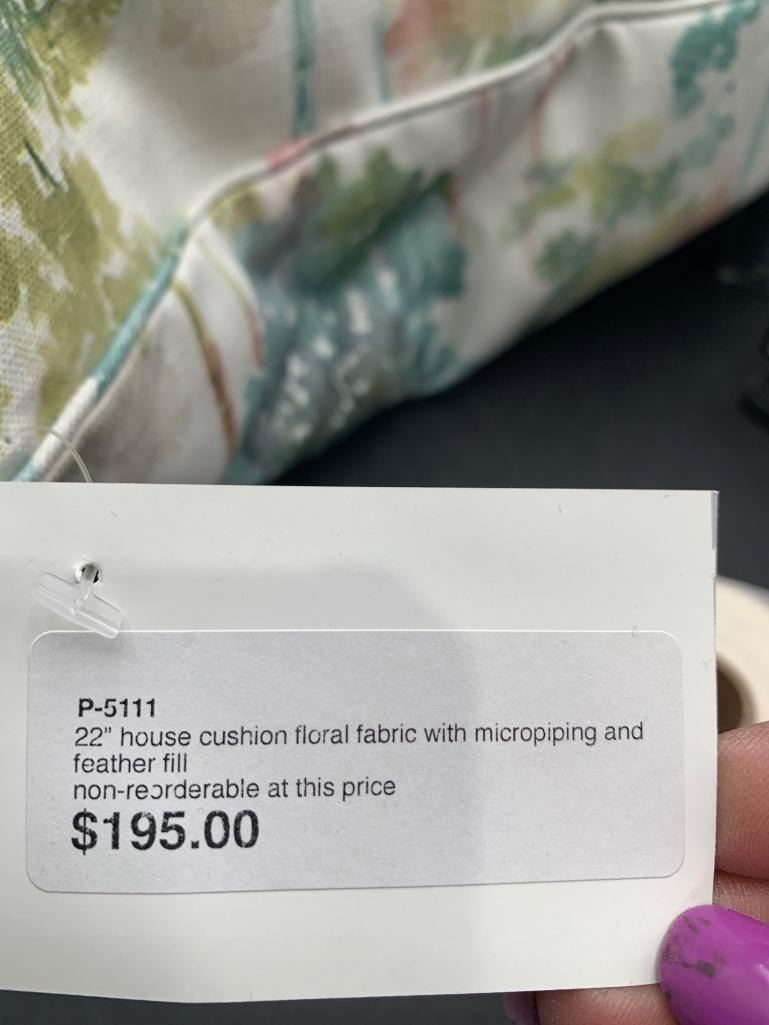 P-5111
22" house cushion floral fabric with micropiping and
feather fill
non-reorderable at this price
$195.00